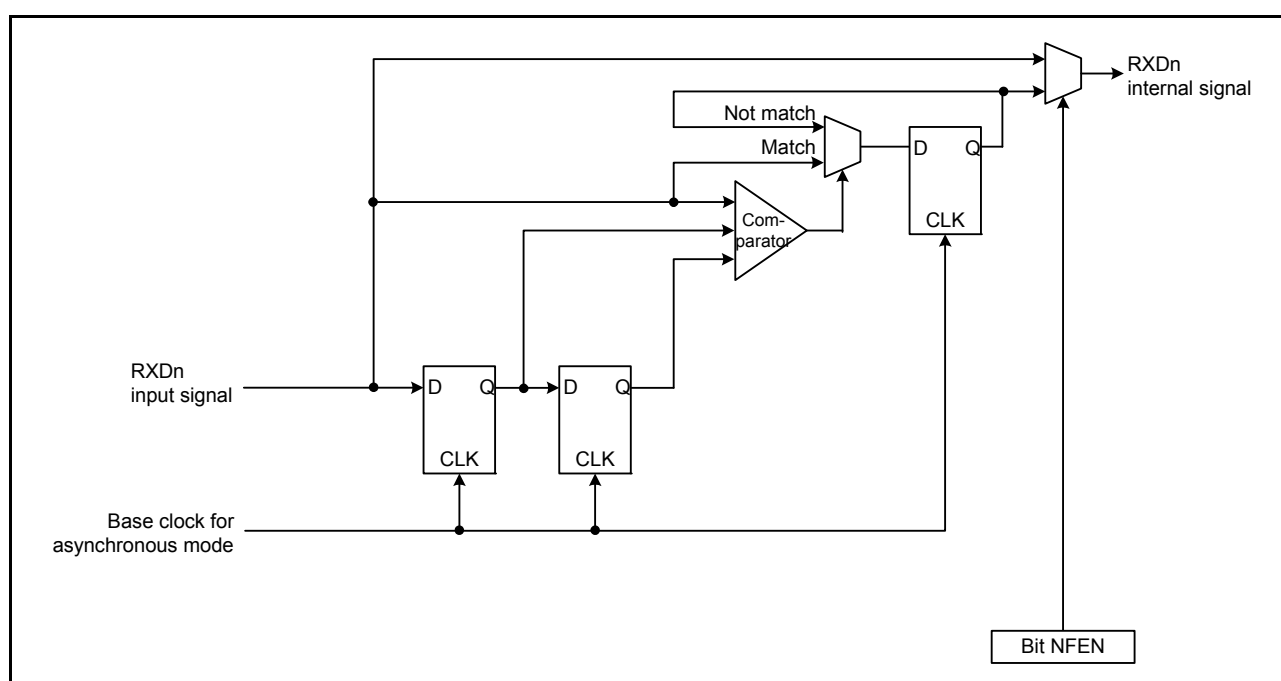 RXDn
internal signal
Not match
Match
D
Q
CLK
Com-
parator
RXDn
input signal
D
Q
CLK
D
Q
CLK
Base clock for
asynchronous mode
Bit NFEN